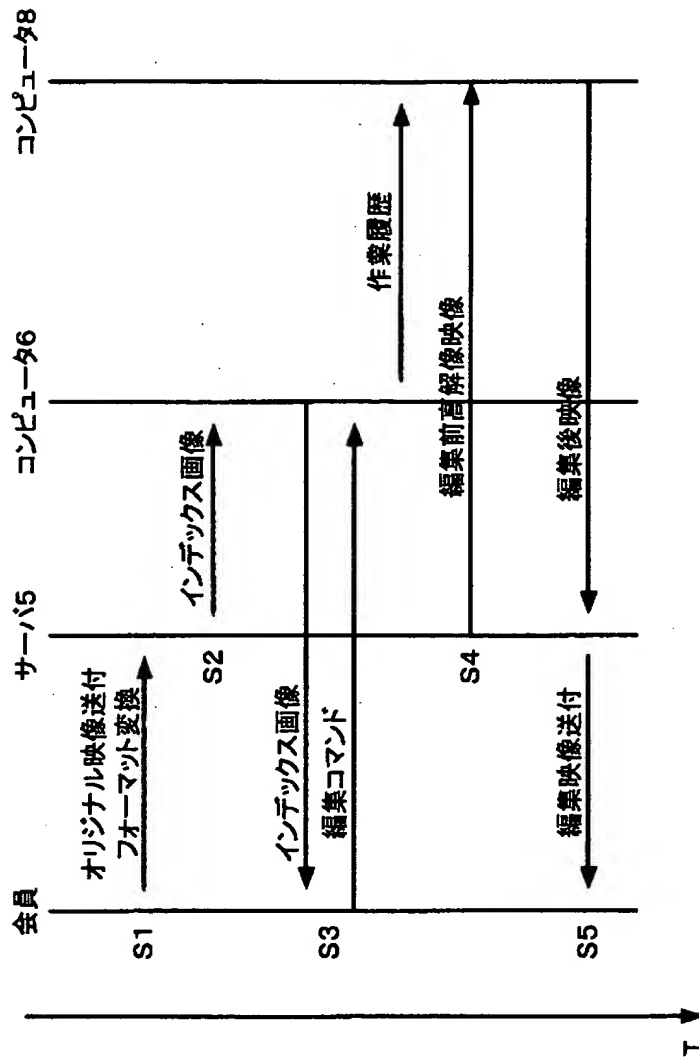 会員
サーバ5
コンピュータ6
コンピュータ8
S1
オリジナル映像送付
フォーマット変換
S2
インデックス画像
S3
インデックス画像
編集コマンド
作業履歴
S4
編集前高解像映像
S5
編集映像送付
編集後映像
T